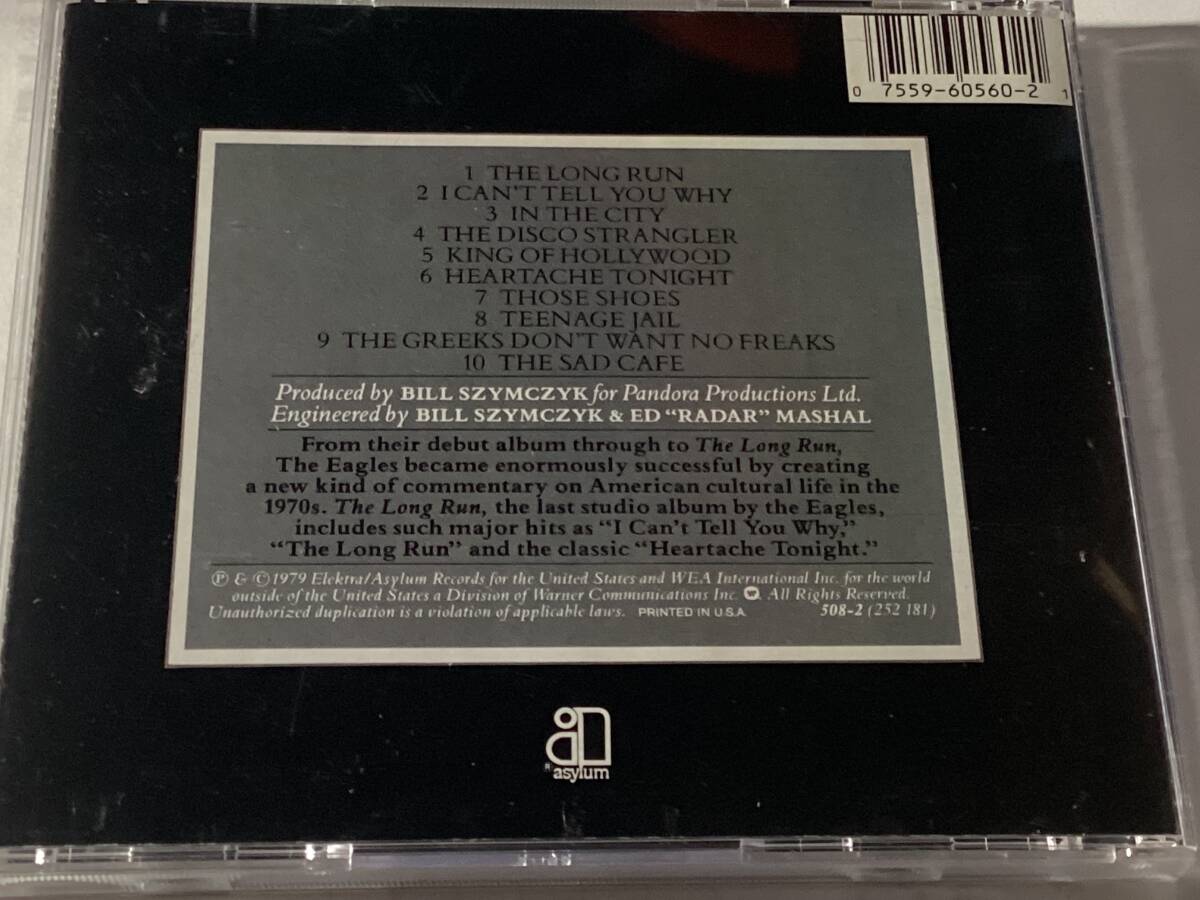 0 7559-60560-2 1
1 THE LONG RUN
2 I CAN'T TELL YOU WHY
3 IN THE CITY
4 THE DISCO STRANGLER
5 KING OF HOLLYWOOD
6 HEARTACHE TONIGHT
7 THOSE SHOES
8 TEENAGE JAIL
9 THE GREEKS DON'T WANT NO FREAKS
10 THE SAD CAFE
Produced by BILL SZYMCZYK for Pandora Productions Ltd.
Engineered by BILL SZYMCZYK & ED "RADAR" MASHAL
From their debut album through to The Long Run,
The Eagles became enormously successful by creating
a new kind of commentary on American cultural life in the
1970s. The Long Run, the last studio album by the Eagles,
includes such major hits as "I Can't Tell You Why,"
"The Long Run" and the classic "Heartache Tonight."
Ⓟ & ©1979 Elektra/Asylum Records for the United States and WEA International Inc. for the world
outside of the United States a Division of Warner Communications Inc. All Rights Reserved.
Unauthorized duplication is a violation of applicable laws. PRINTED IN U.S.A. 508-2 (252 181)
® asylum